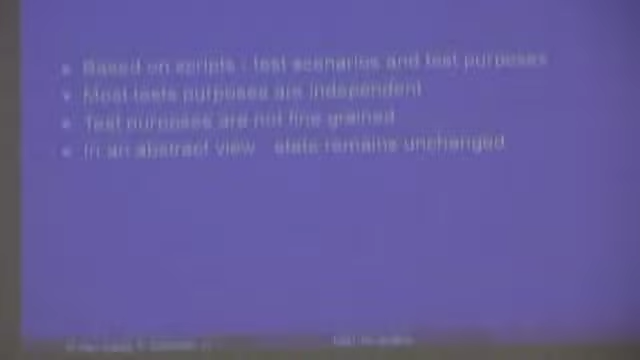 Based on scripts : test scenarios and test purposes
Most tests purposes are independent
Test purposes are not fine grained
In an abstract view state remains unchanged